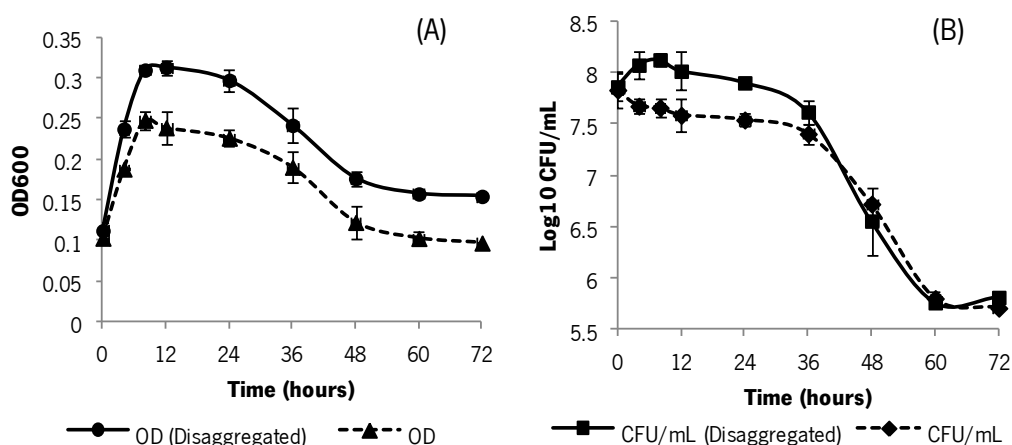 (A)
OD600
0.35
0.3
0.25
0.2
0.15
0.1
0.05
0
0 12 24 36 48 60 72
Time (hours)
OD (Disaggregated) OD
(B)
Log10 CFU/mL
8.5
8
7.5
7
6.5
6
5.5
0 12 24 36 48 60 72
Time (hours)
CFU/mL (Disaggregated) CFU/mL